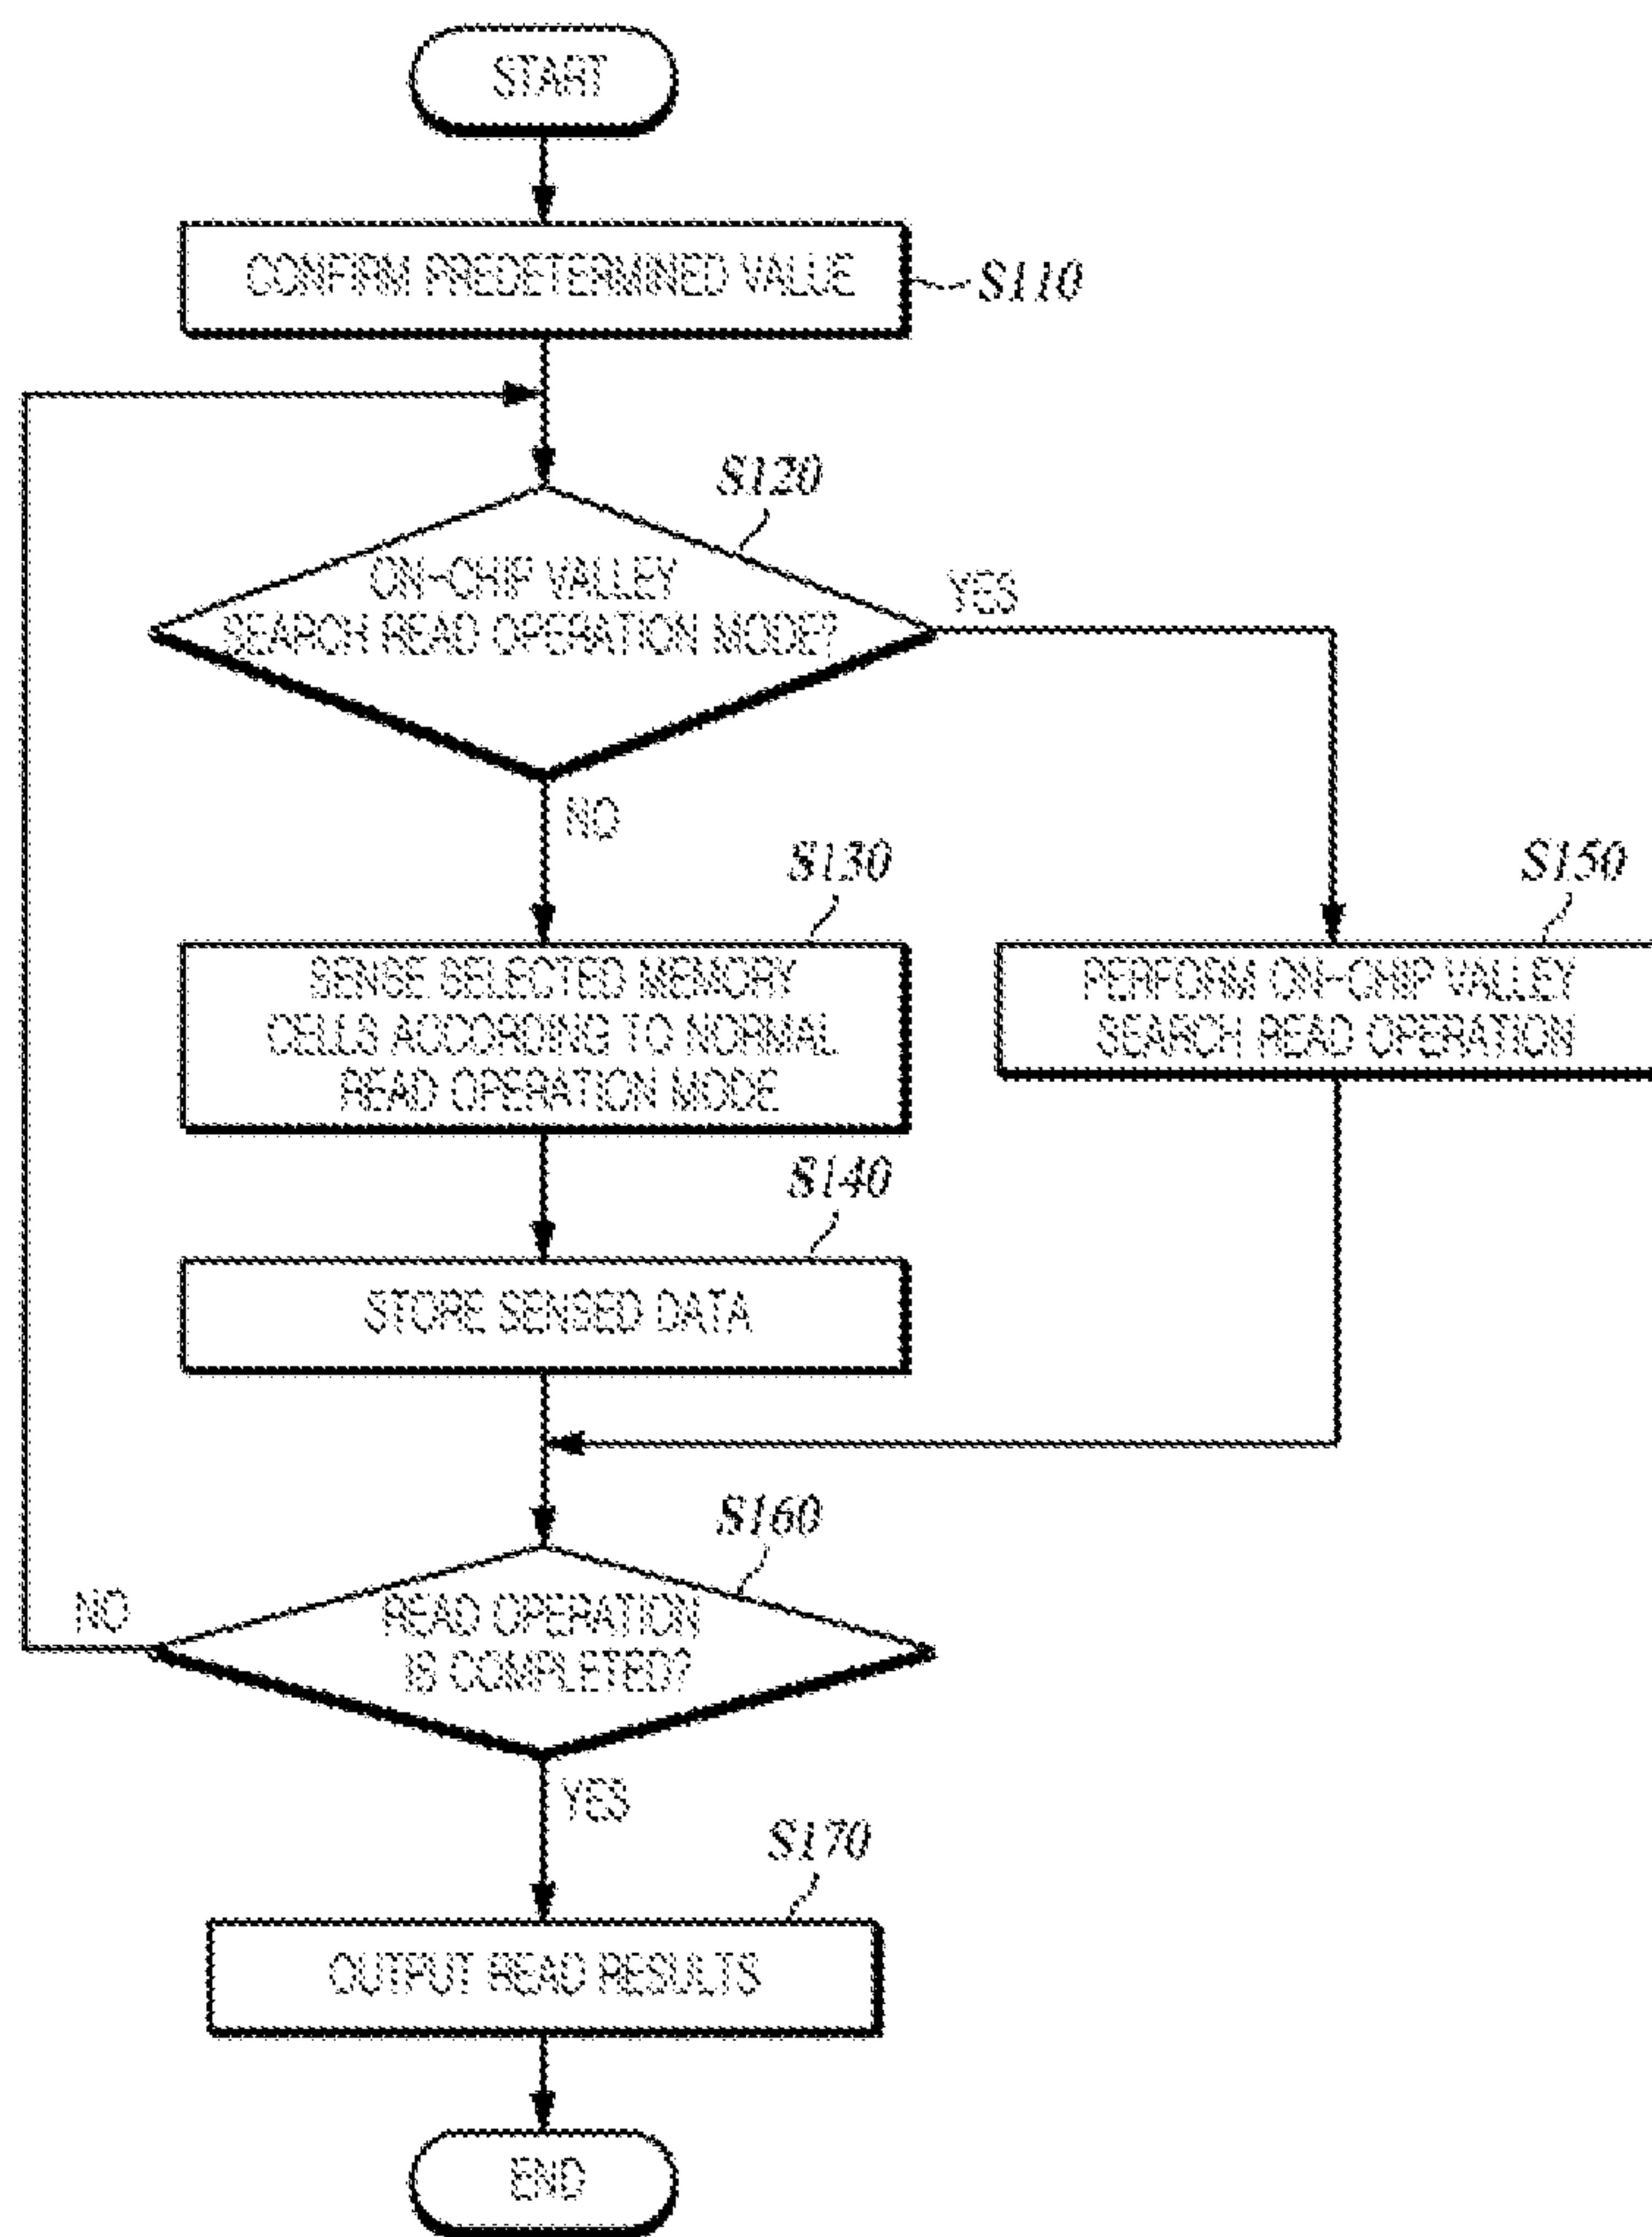 START
CONFIRM PREDETERMINED VALUE
S110
S120
ON-CHIP VALLEY
SEARCH READ OPERATION MODE?
YES
NO
S130
SENSE SELECTED MEMORY
CELLS ACCORDING TO NORMAL
READ OPERATION MODE
S150
PERFORM ON-CHIP VALLEY
SEARCH READ OPERATION
S140
STORE SENSED DATA
S160
READ OPERATION
IS COMPLETED?
NO
YES
S170
OUTPUT READ RESULTS
END